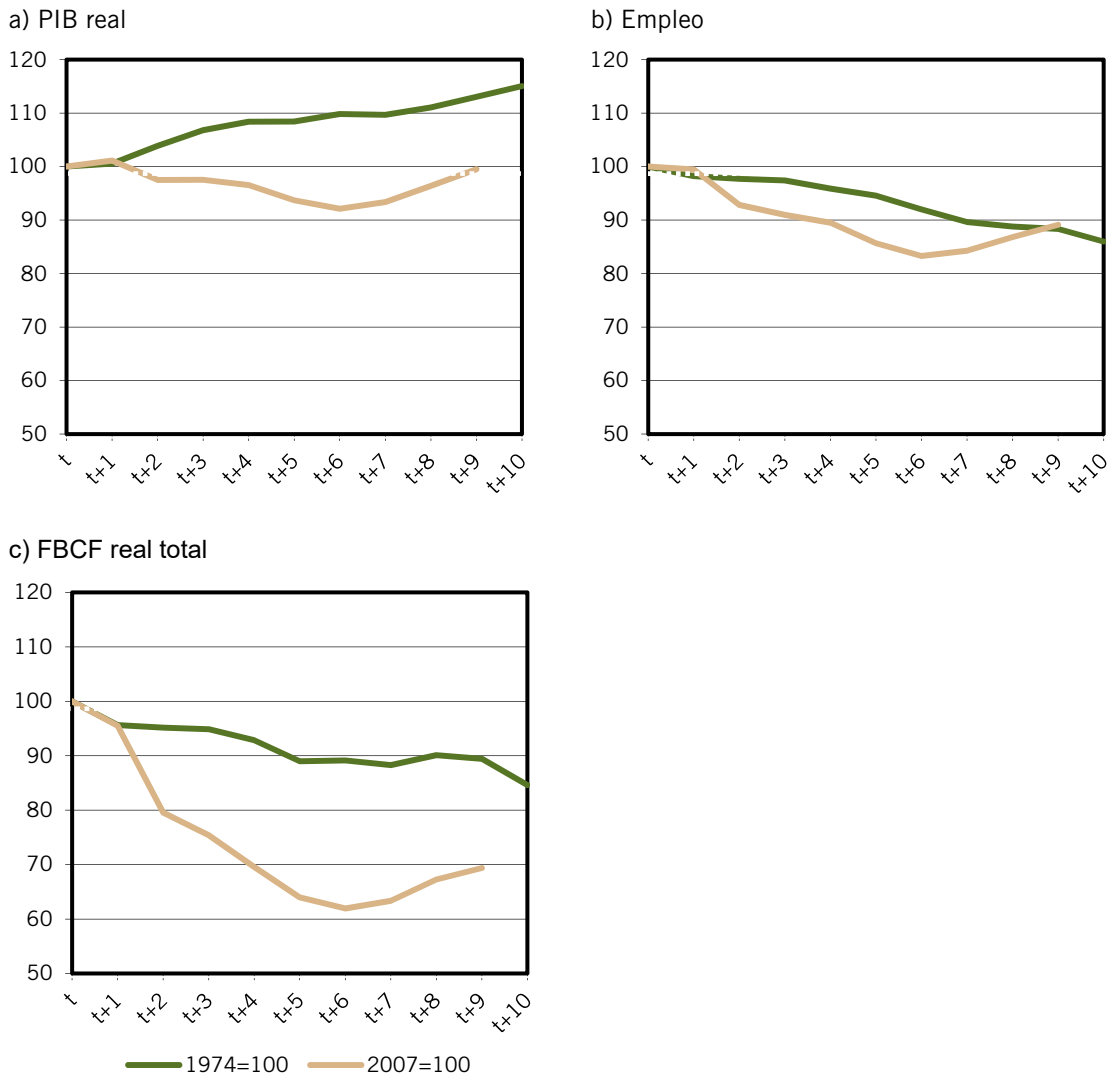 a) PIB real
120
110
100
90
80
70
60
50
t
t+1
t+2
t+3
t+4
t+5
t+6
t+7
t+8
t+9
t+10
b) Empleo
120
110
100
90
80
70
60
50
t
t+1
t+2
t+3
t+4
t+5
t+6
t+7
t+8
t+9
t+10
c) FBCF real total
120
110
100
90
80
70
60
50
t
t+1
t+2
t+3
t+4
t+5
t+6
t+7
t+8
t+9
t+10
1974=100 2007=100